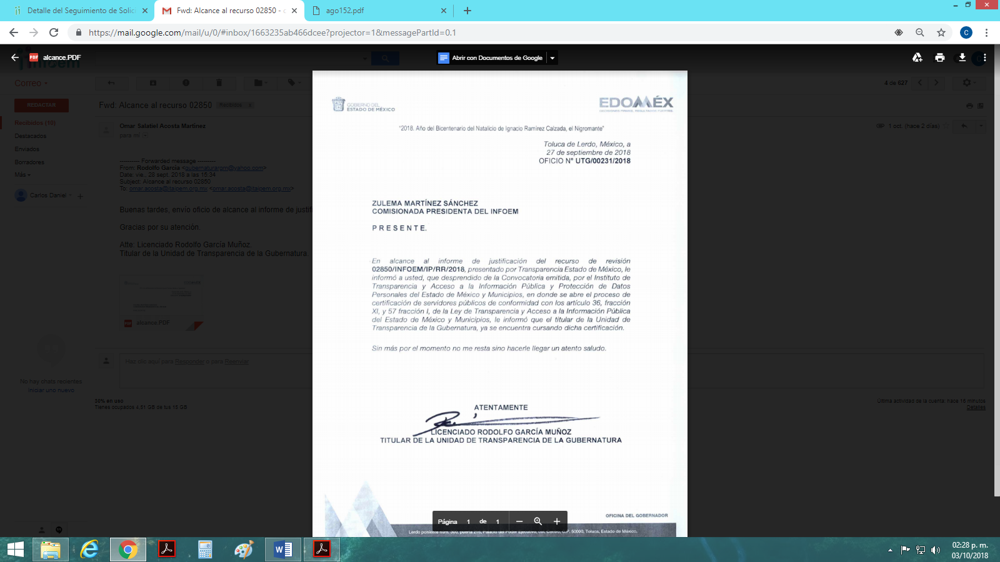 Detalle del Seguimiento de Solici
Fwd: Alcance al recurso 02850 - c
ago152.pdf
https://mail.google.com/mail/u/0/#inbox/1663235ab466dcee?projector=1&messagePartId=0.1
C
alcance.PDF
Abrir con Documentos de Google
infoem
Correo
4 de 627
REDACTAR
Fwd: Alcance al recurso 02850
Recibidos x
Recibidos (10)
Destacados
Enviados
Borradores
Más
Carlos Daniel
Omar Salatiel Acosta Martinez
para mí
1 oct. (hace 2 días)
---------- Forwarded message ----------
From: Rodolfo Garcia <gubernaturargm@yahoo.com>
Date: vie., 28 sept. 2018 a las 15:34
Subject: Alcance al recurso 02850
To: omar.acosta@itaipem.org.mx <omar.acosta@itaipem.org.mx>
Buenas tardes, envío oficio de alcance al informe de justifi
Gracias por su atención.
Atte: Licenciado Rodolfo García Muñoz.
Titular de la Unidad de Transparencia de la Gubernatura
alcance.PDF
Haz clic aquí para Responder o para Reenviar
No hay chats recientes
Iniciar uno nuevo
30% en uso
Tienes ocupados 4,51 GB de tus 15 GB
Última actividad de la cuenta: hace 15 minutos
Detalles
GOBIERNO DEL
ESTADO DE MÉXICO
EDOMÉX
DECISIONES FIRMES, RESULTADOS FUERTES.
"2018. Año del Bicentenario del Natalicio de Ignacio Ramírez Calzada, el Nigromante"
Toluca de Lerdo, México, a
27 de septiembre de 2018
OFICIO Nº UTG/00231/2018
ZULEMA MARTÍNEZ SÁNCHEZ
COMISIONADA PRESIDENTA DEL INFOEM
P R E S E N T E.
En alcance al informe de justificación del recurso de revisión
02850/INFOEM/IP/RR/2018, presentado por Transparencia Estado de México, le
informó a usted, que desprendido de la Convocatoria emitida, por el Instituto de
Transparencia y Acceso a la Información Pública y Protección de Datos
Personales del Estado de México y Municipios, en donde se abre el proceso de
certificación de servidores públicos de conformidad con los artículo 36, fracción
XI, y 57 fracción I, de la Ley de Transparencia y Acceso a la Información Pública
del Estado de México y Municipios, le informó que el titular de la Unidad de
Transparencia de la Gubernatura, ya se encuentra cursando dicha certificación.
Sin más por el momento no me resta sino hacerle llegar un atento saludo.
ATENTAMENTE
LICENCIADO RODOLFO GARCÍA MUÑOZ
TITULAR DE LA UNIDAD DE TRANSPARENCIA DE LA GUBERNATURA
OFICINA DEL GOBERNADOR
Página 1 de 1
Lerdo poniente núm. 300, puerta 216, Palacio del Poder Ejecutivo, col. Centro, C.P. 50000, Toluca, Estado de México.
02:28 p. m.
03/10/2018